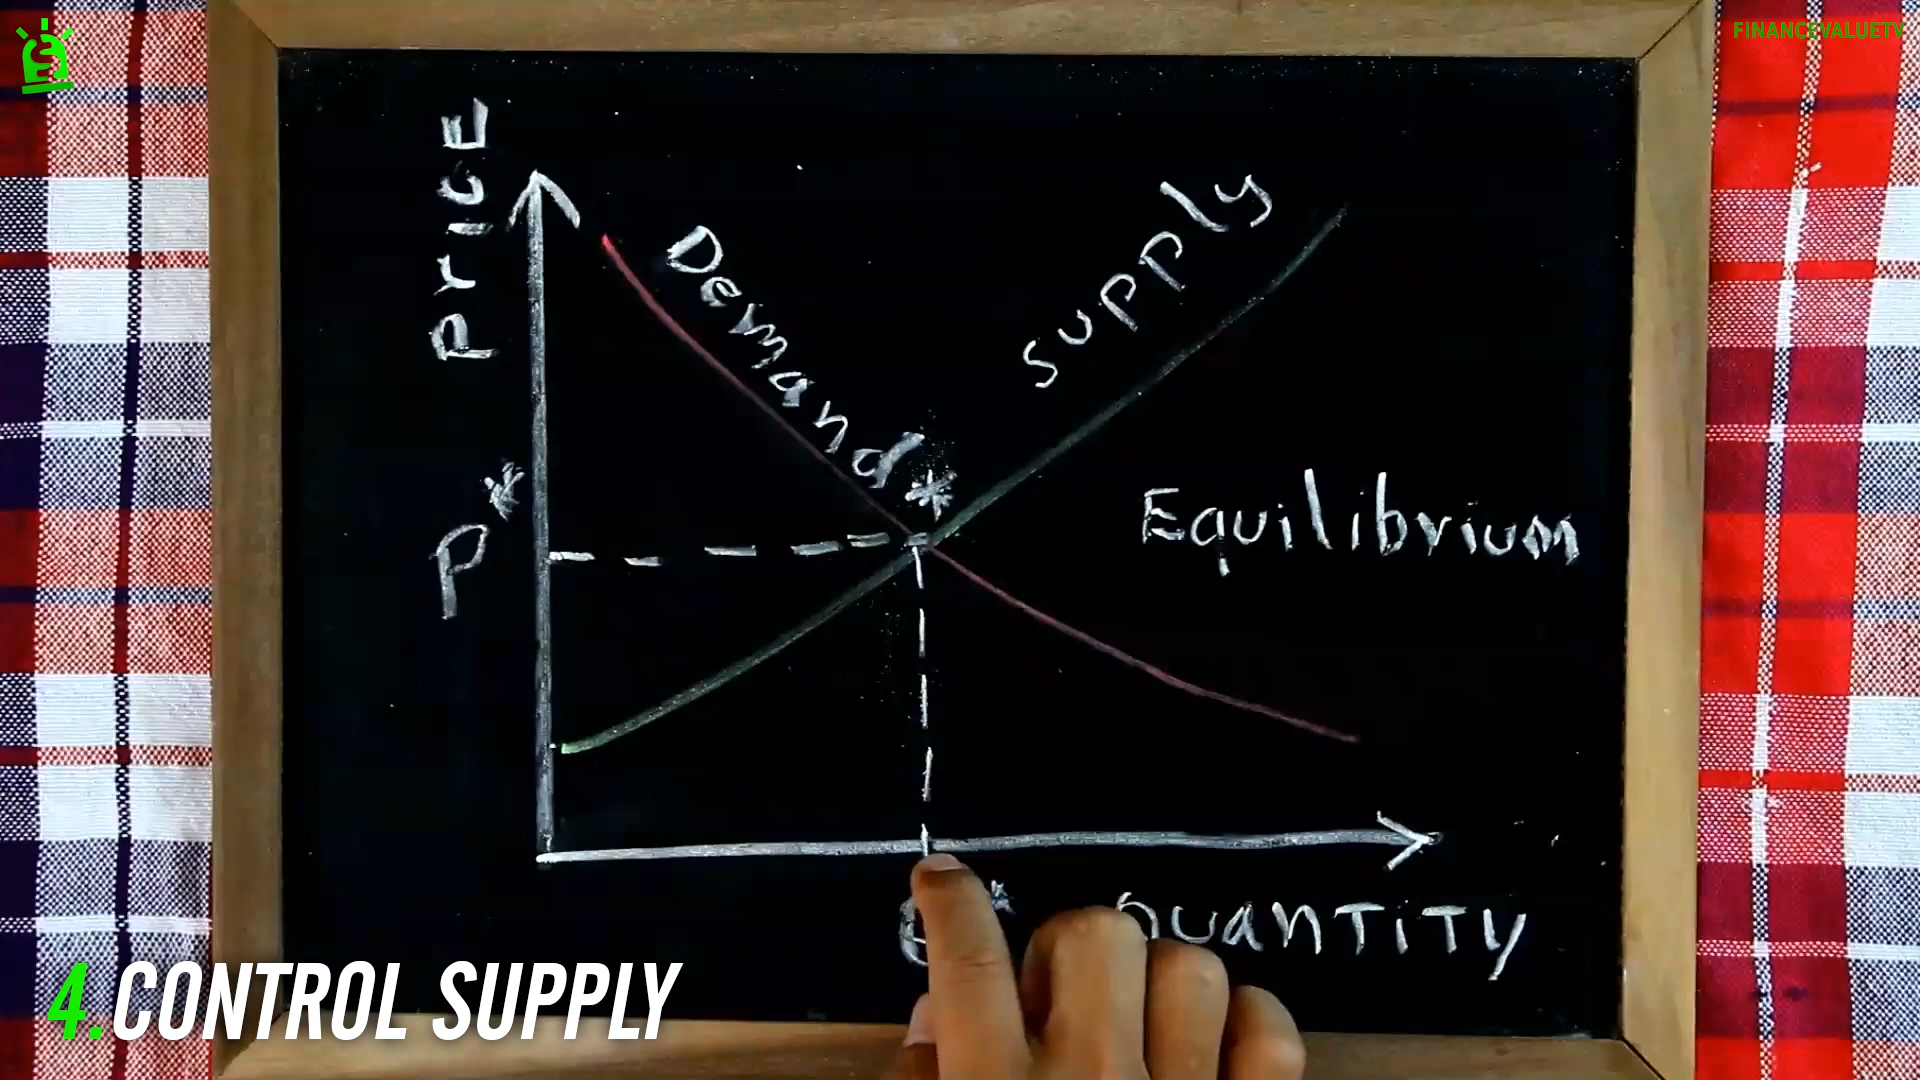 FINANCEVALUETV
PrICE
Demand
supply
*
P*
Equilibrium
QUANTITY
4.CONTROL SUPPLY